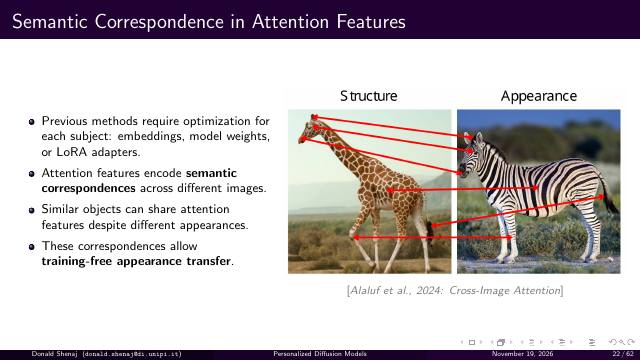 Semantic Correspondence in Attention Features
Previous methods require optimization for
each subject: embeddings, model weights,
or LoRA adapters.
Attention features encode semantic
correspondences across different images.
Similar objects can share attention
features despite different appearances.
These correspondences allow
training-free appearance transfer.
Structure
Appearance
[Alaluf et al., 2024: Cross-Image Attention]
Donald Shenaj (donald.shenaj@di.unipi.it)
Personalized Diffusion Models
November 19, 2026
22 / 62